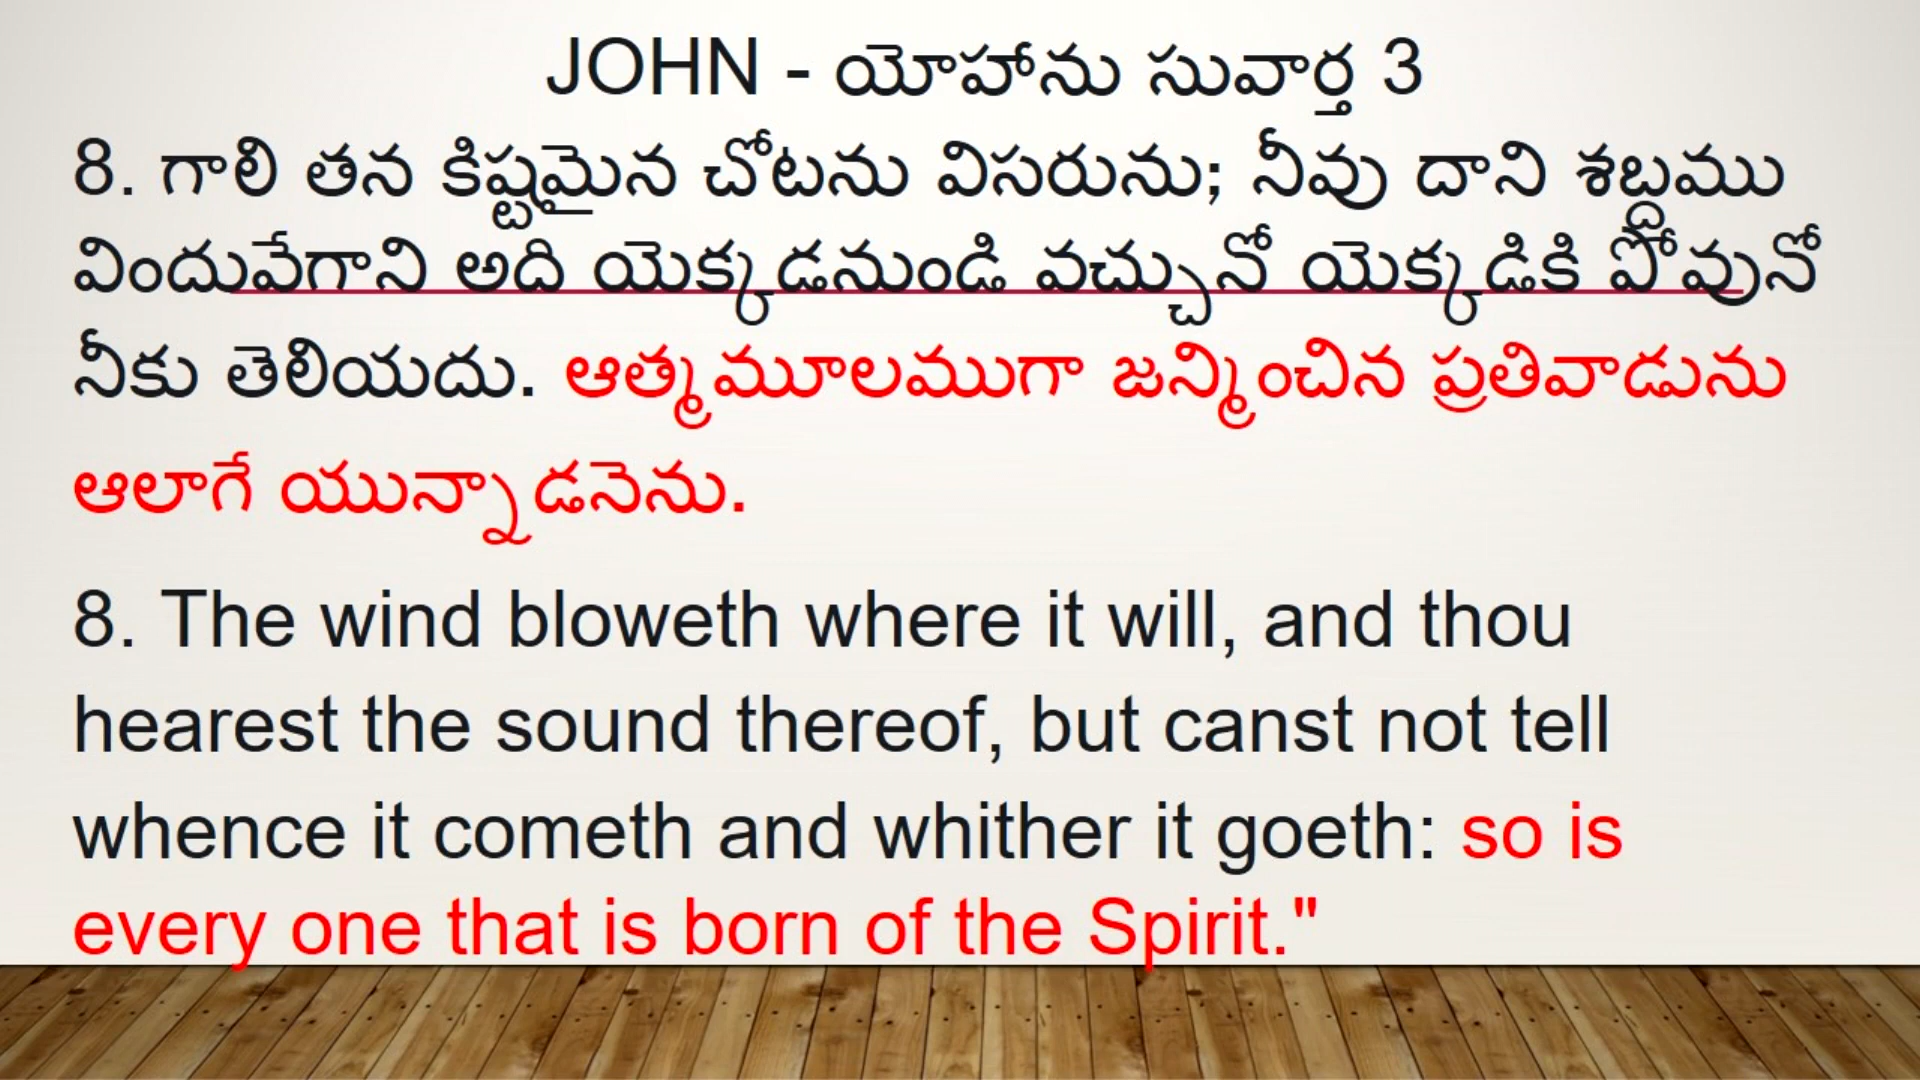 JOHN - యోహాను సువార్త 3
8. గాలి తన కిష్టమైన చోటను విసరును; నీవు దాని శబ్దము
విందువేగాని అది యెక్కడనుండి వచ్చునో యెక్కడికి పోవునో
నీకు తెలియదు. ఆత్మమూలముగా జన్మించిన ప్రతివాడును
ఆలాగే యున్నాడనెను.
8. The wind bloweth where it will, and thou
hearest the sound thereof, but canst not tell
whence it cometh and whither it goeth: so is
every one that is born of the Spirit."